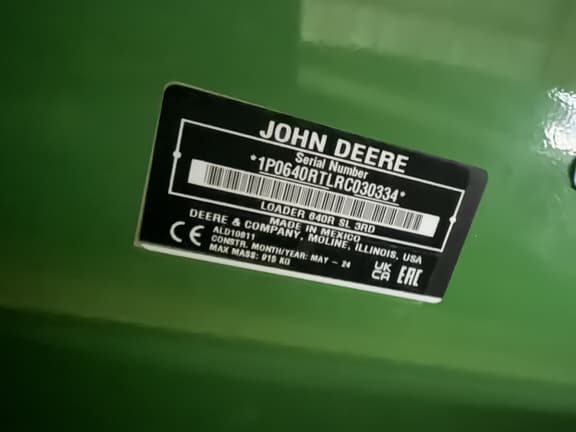 JOHN DEERE
Serial Number
*1P0640RTLRC030334*
LOADER 640R SL 3RD
MADE IN MEXICO
DEERE & COMPANY, MOLINE, ILLINOIS, USA
ALD10811
CONSTR. MONTH/YEAR: MAY - 24
MAX MASS: 915 KG
CE
UK CA
EAC